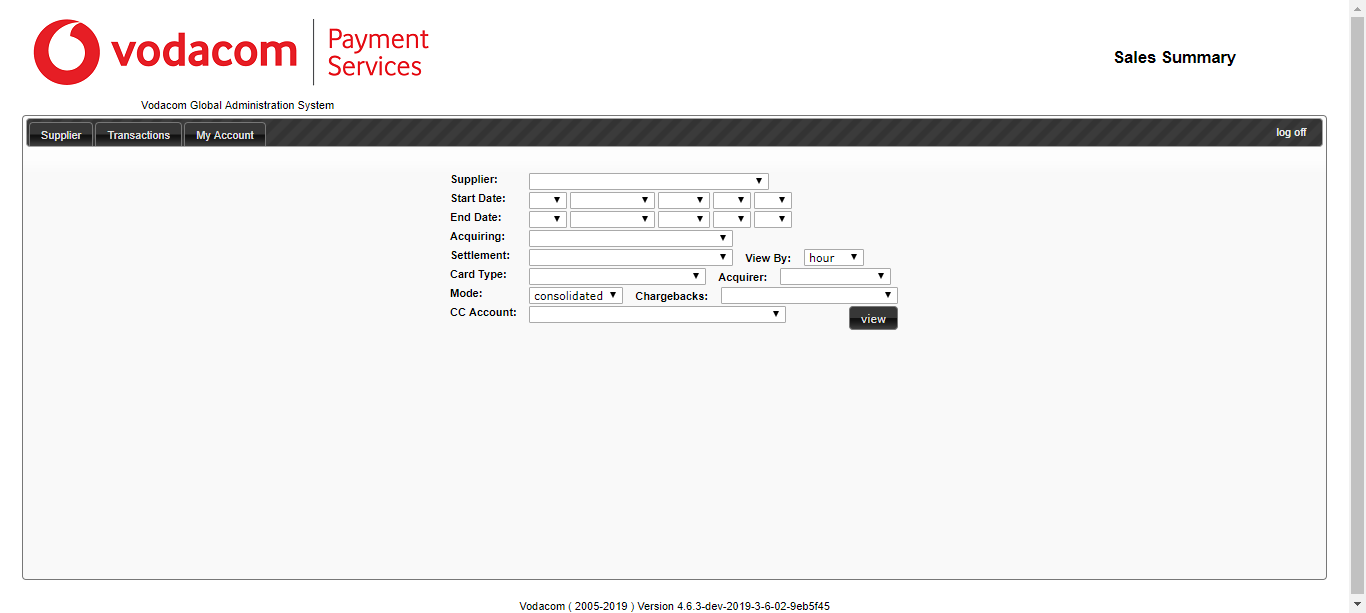 vodacom
Payment
Services
Sales Summary
Vodacom Global Administration System
Supplier Transactions My Account log off
Supplier:
Start Date:
End Date:
Acquiring:
Settlement: View By: hour
Card Type: Acquirer:
Mode: consolidated Chargebacks:
CC Account: view
Vodacom ( 2005-2019 ) Version 4.6.3-dev-2019-3-6-02-9eb5f45